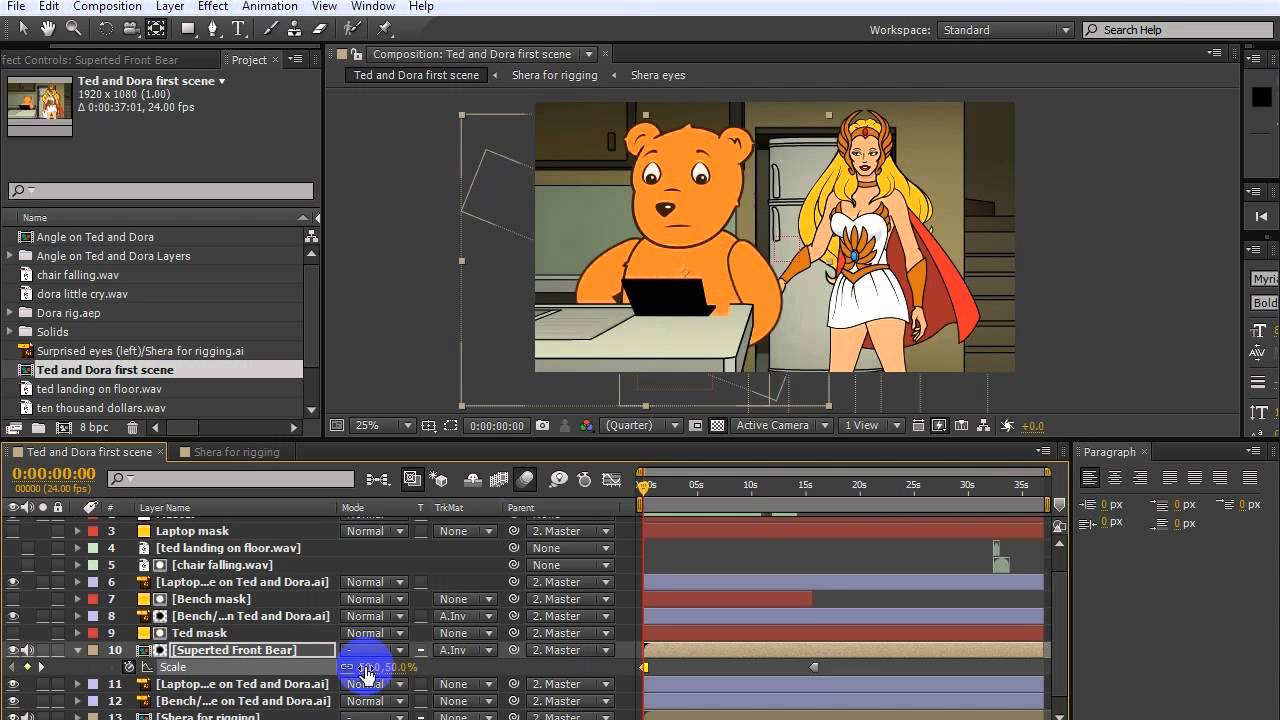 File Edit Composition Layer Effect Animation View Window Help
Workspace: Standard Search Help
fect Controls: Superted Front Bear Project
Composition: Ted and Dora first scene
Ted and Dora first scene Shera for rigging Shera eyes
Ted and Dora first scene
1920 x 1080 (1.00)
Δ 0:00:37:01, 24.00 fps
Name
Angle on Ted and Dora
Angle on Ted and Dora Layers
chair falling.wav
dora little cry.wav
Dora rig.aep
Solids
Surprised eyes (left)/Shera for rigging.ai
Ted and Dora first scene
ted landing on floor.wav
ten thousand dollars.wav
8 bpc
25% 0:00:00:00 (Quarter) Active Camera 1 View +0.0
Bold
Ted and Dora first scene Shera for rigging
0:00:00:00
00000 (24.00 fps)
05s 10s 15s 20s 25s 30s 35s
# Layer Name Mode T TrkMat Parent
3 Laptop mask Normal None 2. Master
4 [ted landing on floor.wav] None
5 [chair falling.wav] None
6 [Laptop...e on Ted and Dora.ai] Normal 2. Master
7 [Bench mask] Normal None 2. Master
8 [Bench/...n Ted and Dora.ai] Normal A.Inv 2. Master
9 Ted mask Normal None 2. Master
10 [Superted Front Bear] - A.Inv 2. Master
Scale
11 [Laptop...e on Ted and Dora.ai] Normal None 2. Master
12 [Bench/...e on Ted and Dora.ai] Normal None 2. Master
13 [Shera for rigging] None 2. Master
Paragraph
0 px 0 px 0 px
0 px 0 px